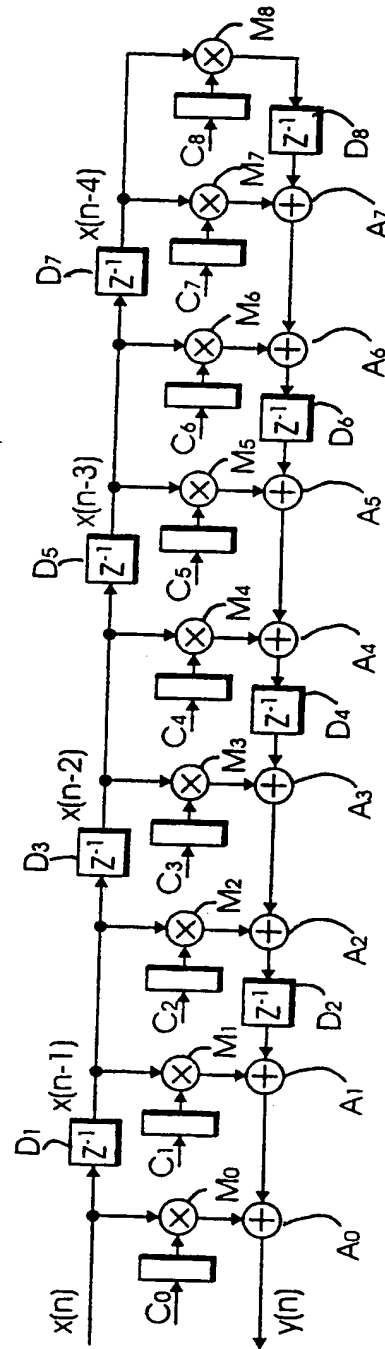 x(n) D1 x(n-1) D3 x(n-2) D5 x(n-3) D7 x(n-4)
Z-1 Z-1 Z-1 Z-1
C0 M0 C1 M1 C2 M2 C3 M3 C4 M4 C5 M5 C6 M6 C7 M7 C8 M8
Z-1 Z-1 Z-1 Z-1
y(n) A0 A1 D2 A2 A3 D4 A4 A5 D6 A6 A7 D8